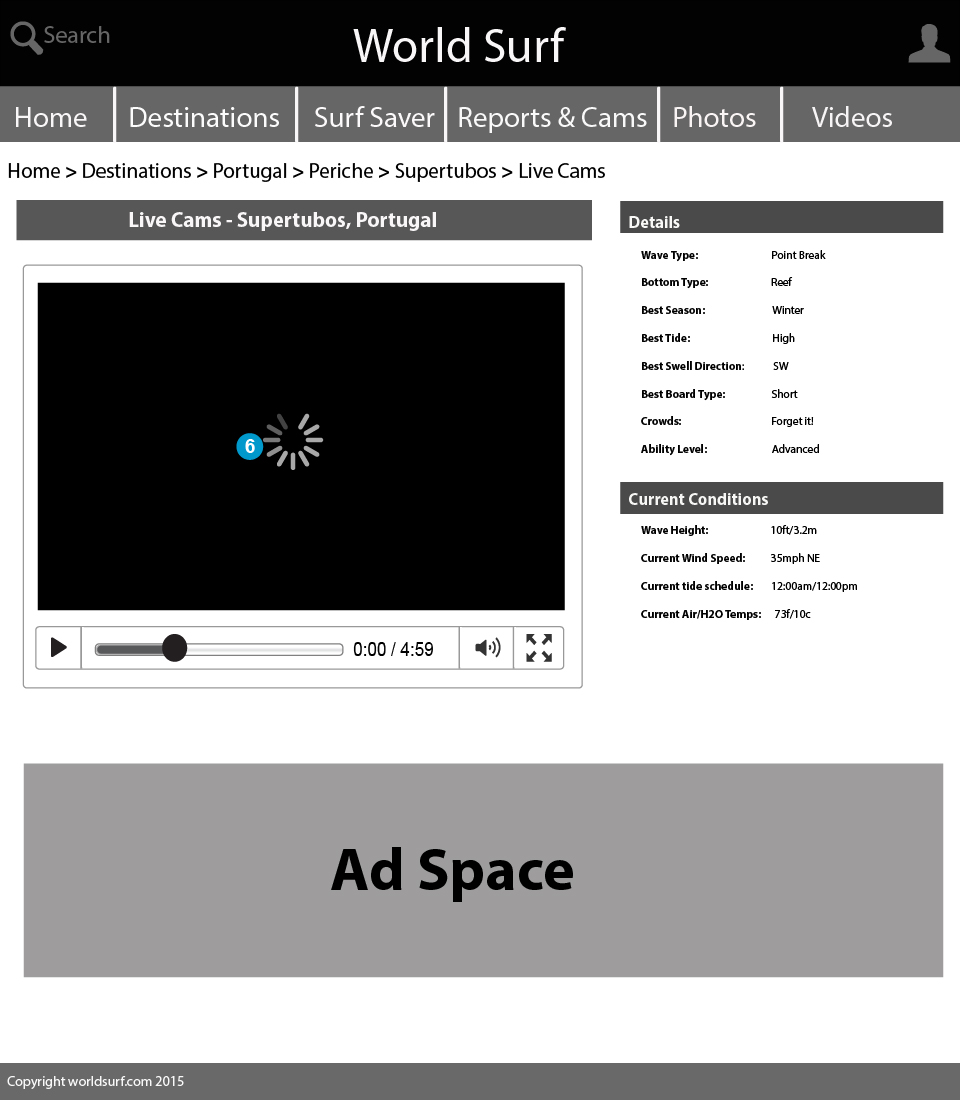 Search
World Surf
Home
Destinations
Surf Saver
Reports & Cams
Photos
Videos
Home > Destinations > Portugal > Periche > Supertubos > Live Cams
Live Cams - Supertubos, Portugal
6
0:00 / 4:59
Details
Wave Type: Point Break
Bottom Type: Reef
Best Season: Winter
Best Tide: High
Best Swell Direction: SW
Best Board Type: Short
Crowds: Forget it!
Ability Level: Advanced
Current Conditions
Wave Height: 10ft/3.2m
Current Wind Speed: 35mph NE
Current tide schedule: 12:00am/12:00pm
Current Air/H2O Temps: 73f/10c
Ad Space
Copyright worldsurf.com 2015